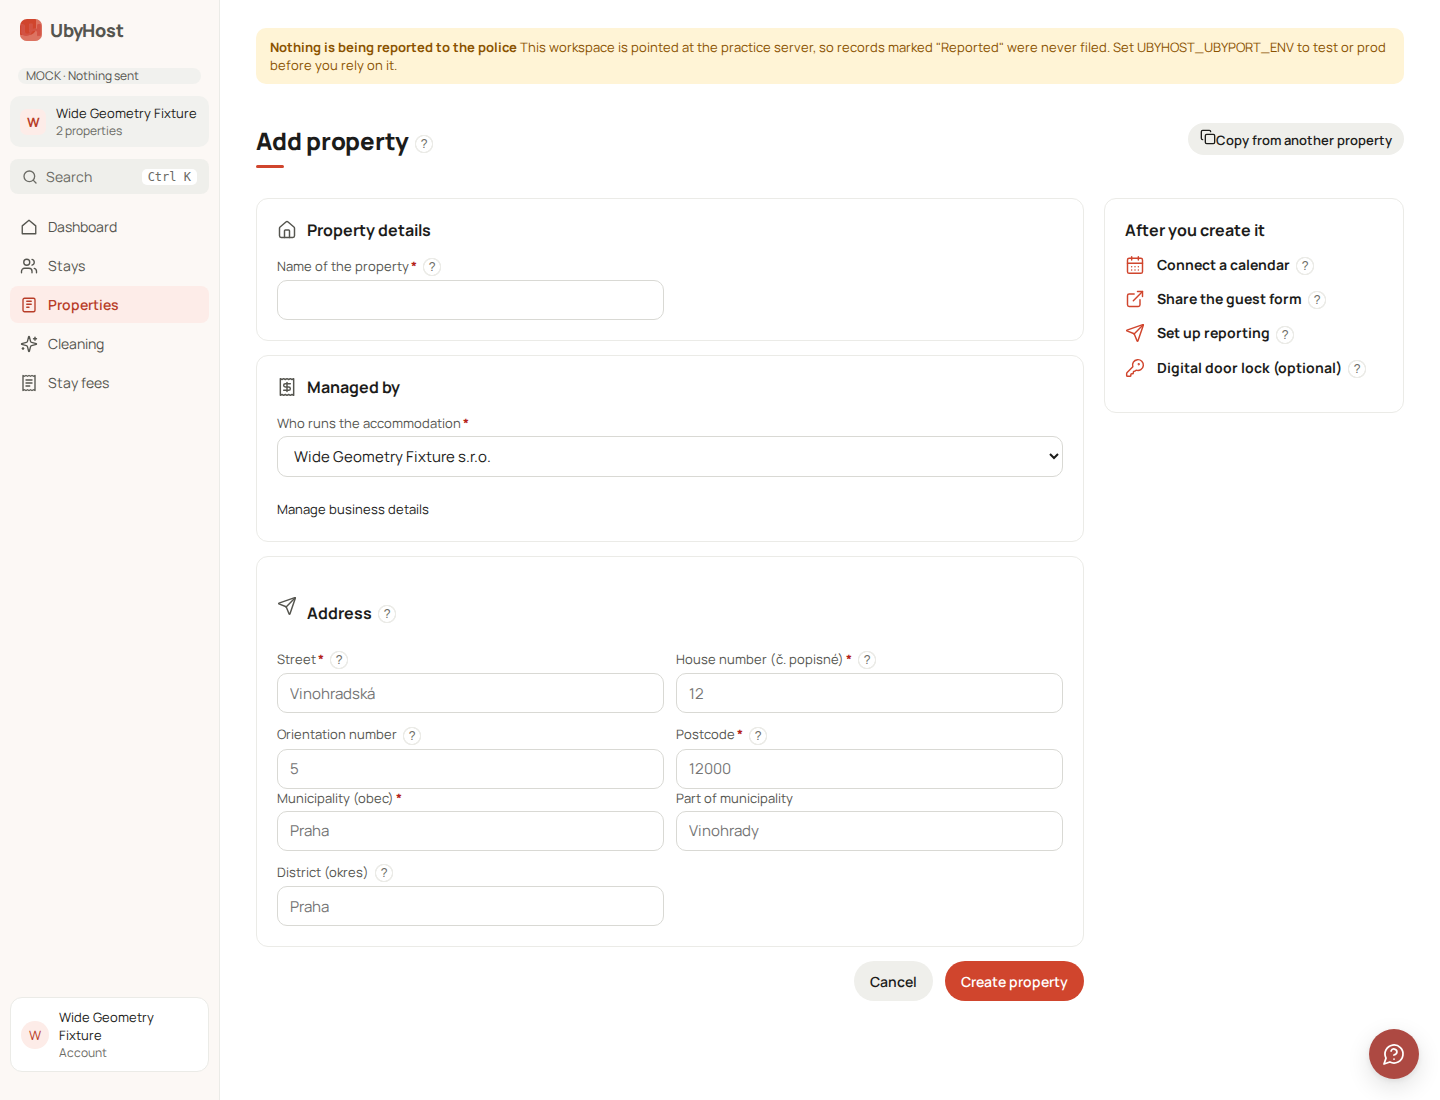 UbyHost
MOCK · Nothing sent
W
Wide Geometry Fixture
2 properties
Search
Ctrl K
Dashboard
Stays
Properties
Cleaning
Stay fees
W
Wide Geometry
Fixture
Account
Nothing is being reported to the police This workspace is pointed at the practice server, so records marked "Reported" were never filed. Set UBYHOST_UBYPORT_ENV to test or prod
before you rely on it.
Add property ?
Copy from another property
Property details
Name of the property * ?
Managed by
Who runs the accommodation *
Wide Geometry Fixture s.r.o.
Manage business details
Address ?
Street * ?
Vinohradská
House number (č. popisné) * ?
12
Orientation number ?
5
Postcode * ?
12000
Municipality (obec) *
Praha
Part of municipality
Vinohrady
District (okres) ?
Praha
Cancel
Create property
After you create it
Connect a calendar ?
Share the guest form ?
Set up reporting ?
Digital door lock (optional) ?